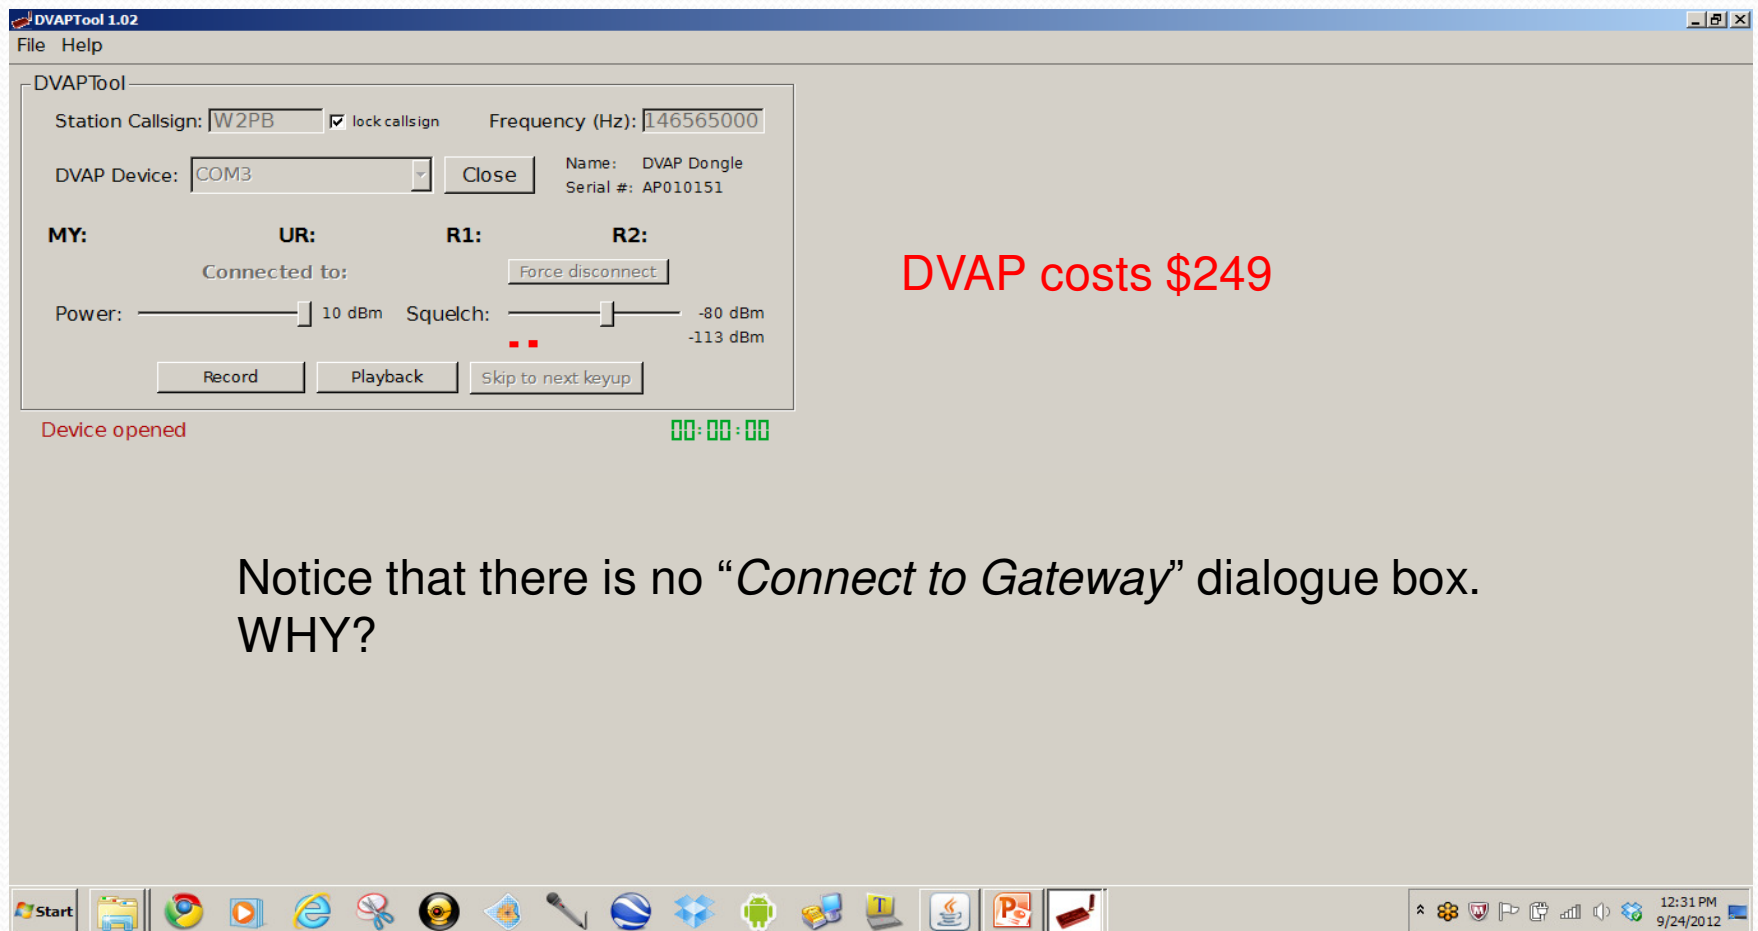 DVAPTool 1.02
File Help
DVAPTool
Station Callsign: W2PB lock callsign Frequency (Hz): 146565000
DVAP Device: COM3 Close Name: DVAP Dongle
Serial #: AP010151
MY: UR: R1: R2:
Connected to: Force disconnect
DVAP costs $249
Power: 10 dBm Squelch: -80 dBm
-113 dBm
Record Playback Skip to next keyup
Device opened 00:00:00
Notice that there is no “Connect to Gateway” dialogue box.
WHY?
Start
12:31 PM
9/24/2012